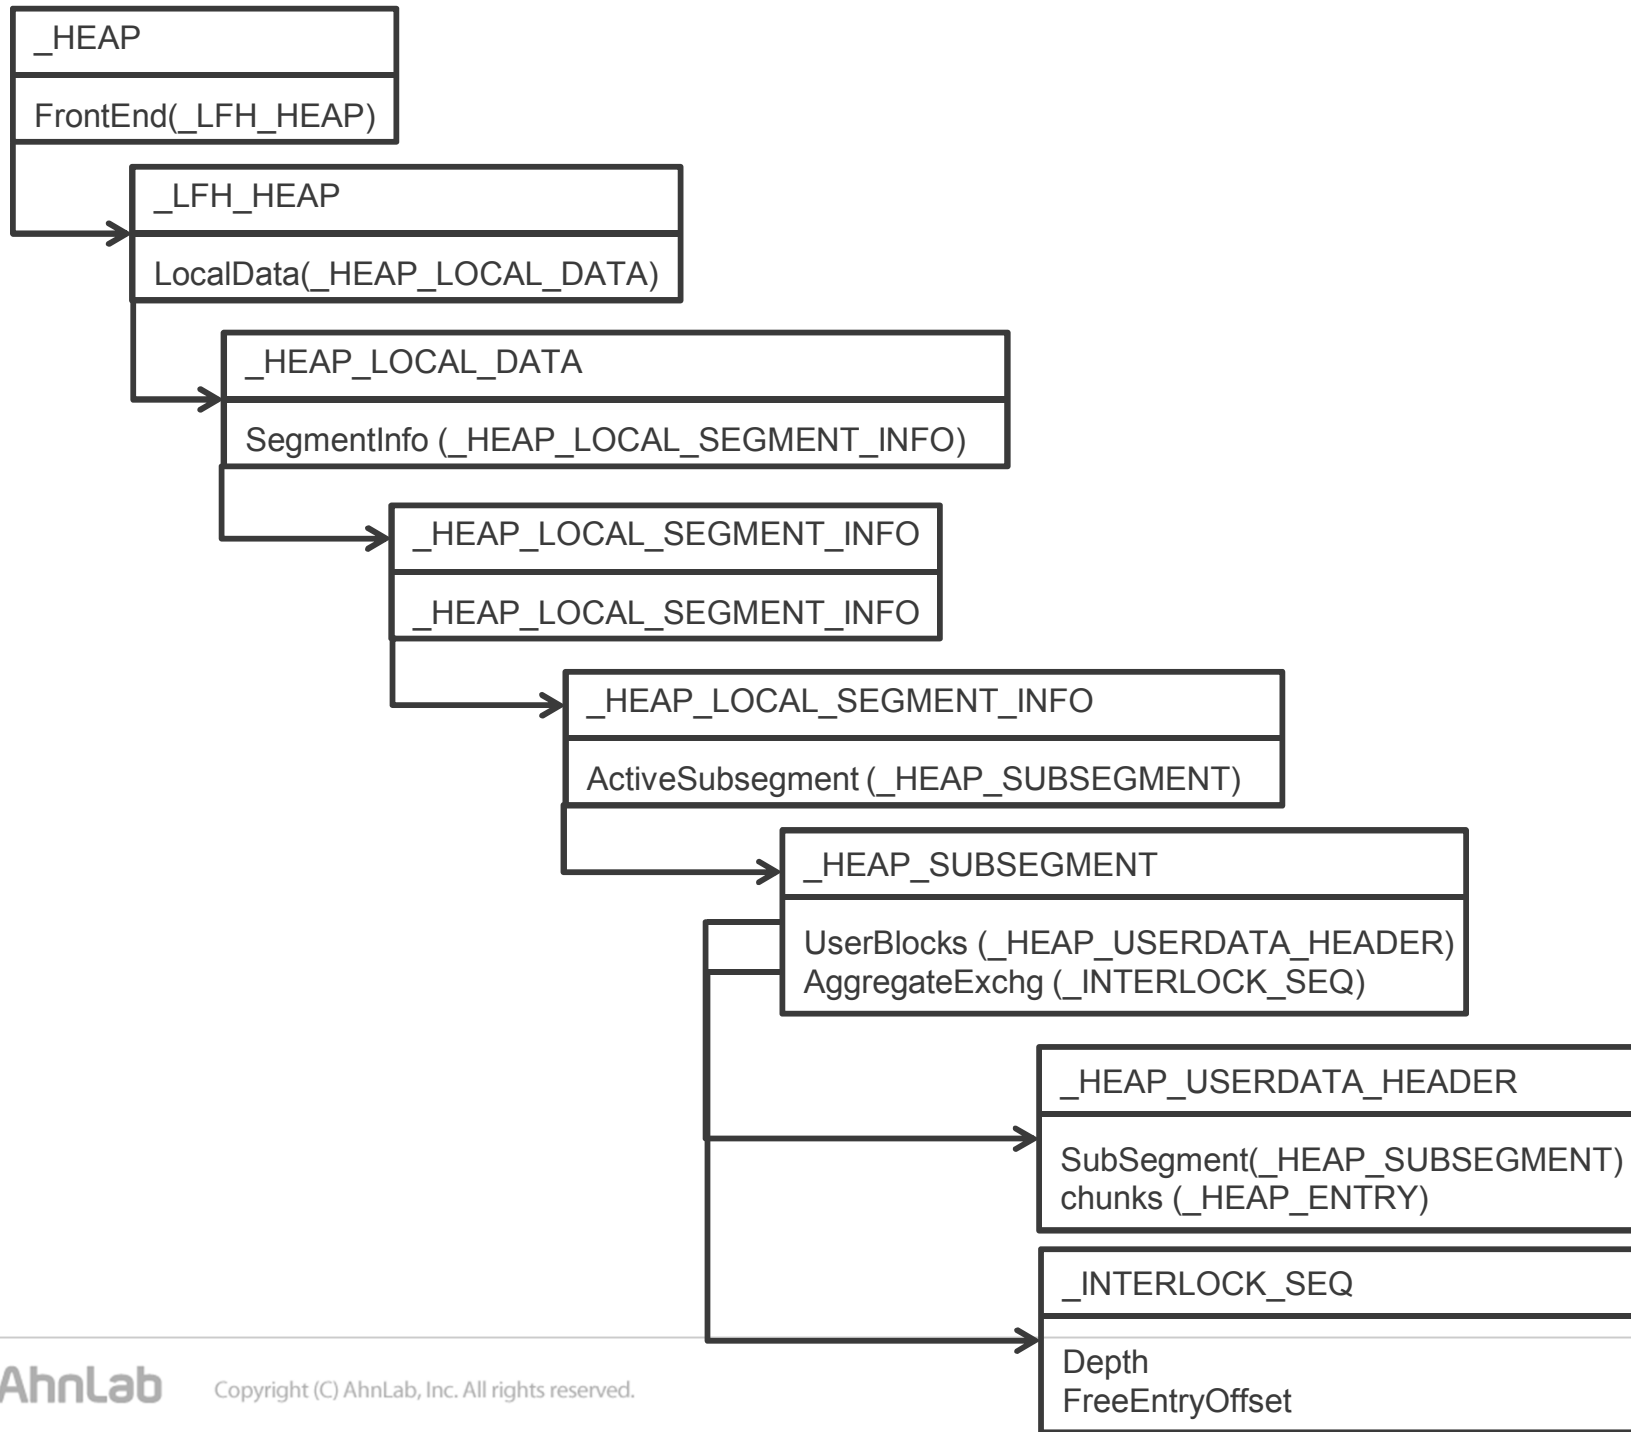 _HEAP
FrontEnd(_LFH_HEAP)
_LFH_HEAP
LocalData(_HEAP_LOCAL_DATA)
_HEAP_LOCAL_DATA
SegmentInfo (_HEAP_LOCAL_SEGMENT_INFO)
_HEAP_LOCAL_SEGMENT_INFO
_HEAP_LOCAL_SEGMENT_INFO
_HEAP_LOCAL_SEGMENT_INFO
ActiveSubsegment (_HEAP_SUBSEGMENT)
_HEAP_SUBSEGMENT
UserBlocks (_HEAP_USERDATA_HEADER)
AggregateExchg (_INTERLOCK_SEQ)
_HEAP_USERDATA_HEADER
SubSegment(_HEAP_SUBSEGMENT)
chunks (_HEAP_ENTRY)
_INTERLOCK_SEQ
Depth
FreeEntryOffset
AhnLab
Copyright (C) AhnLab, Inc. All rights reserved.